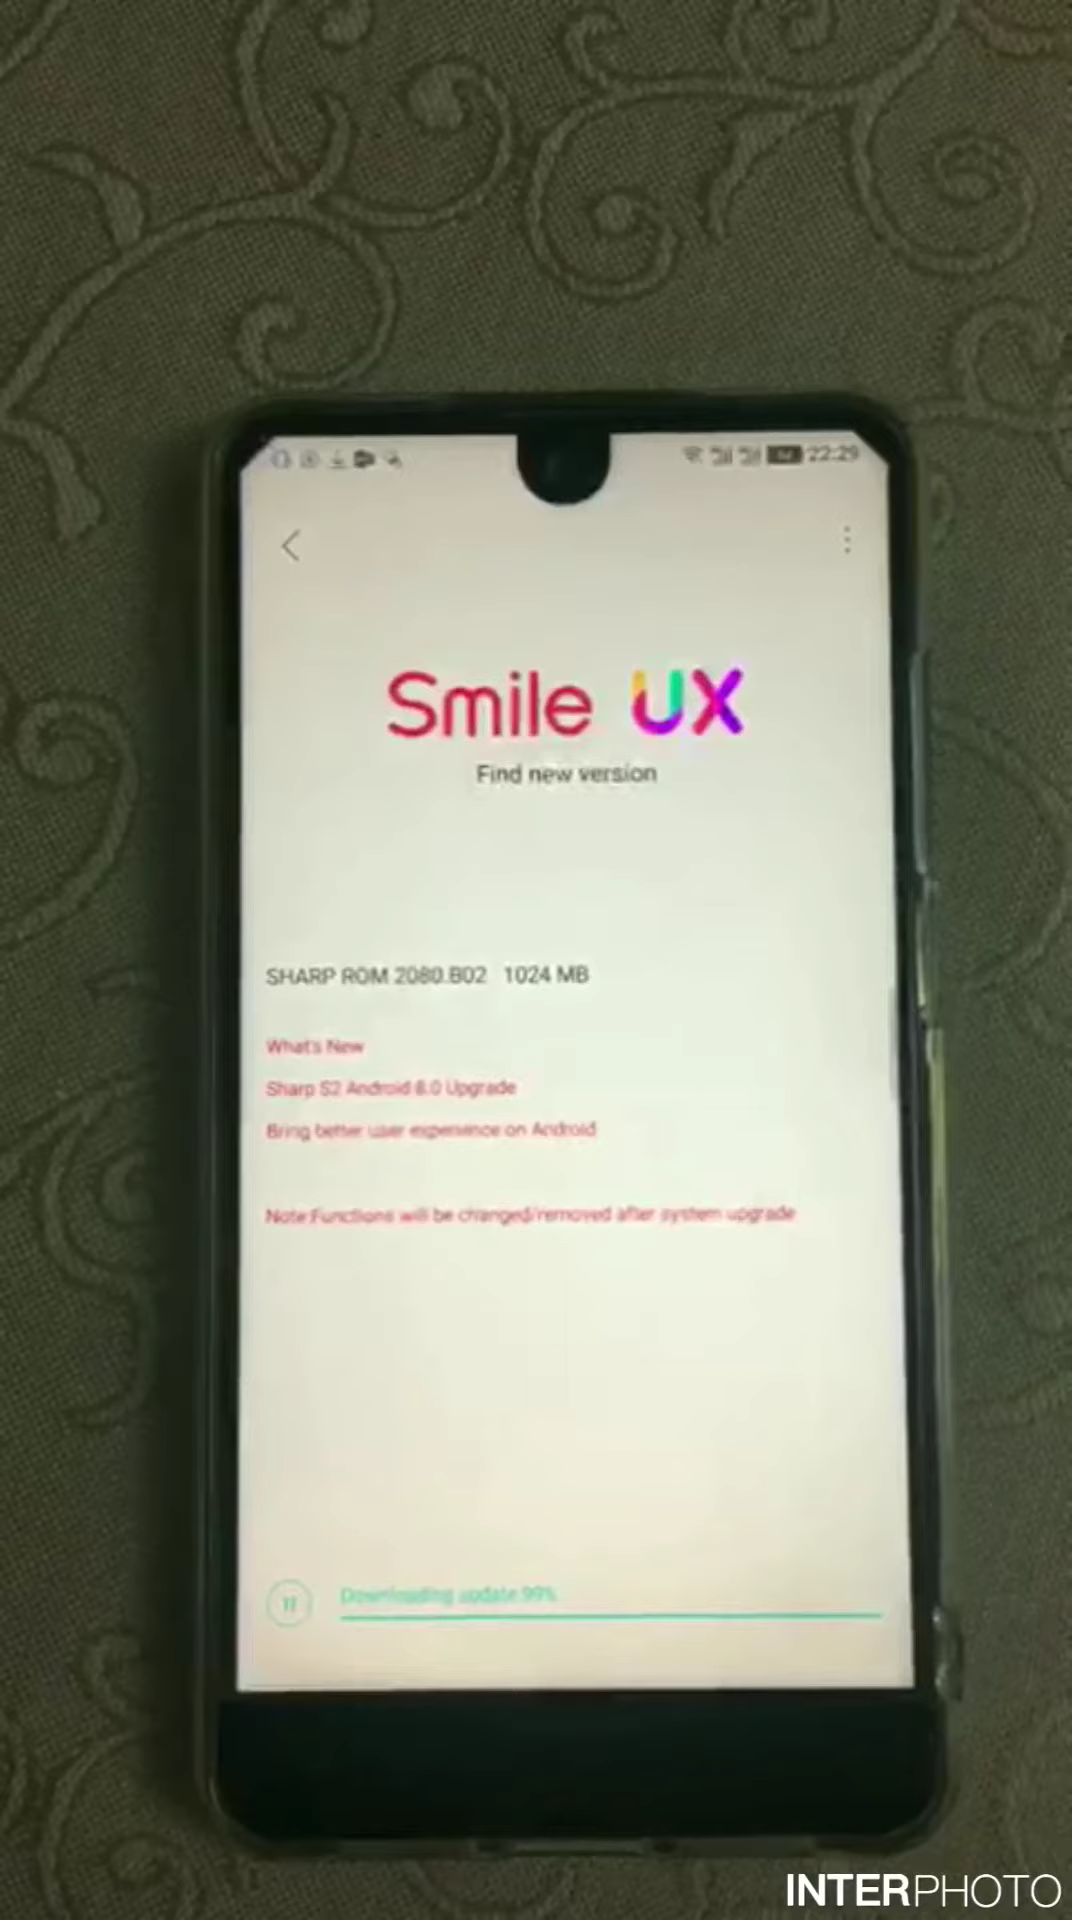 22:29
Smile UX
Find new version
SHARP ROM 2080.B02 1024 MB
What's New
Sharp S2 Android 8.0 Upgrade
Bring better user experience on Android
Note:Functions will be changed/removed after system upgrade
Downloading update:99%
INTERPHOTO